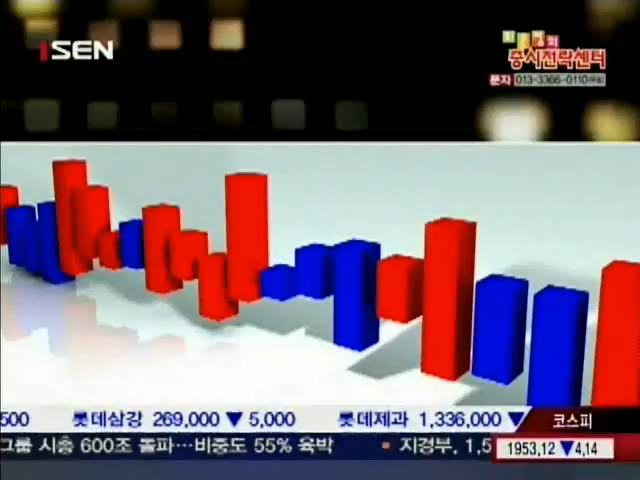 SEN
증시전략센터
문자 013-3366-0110
500 롯데삼강 269,000 ▼ 5,000 롯데제과 1,336,000 ▼
코스피
그룹 시총 600조 돌파…비중도 55% 육박 • 지경부, 1,5
1953,12 ▼4,14